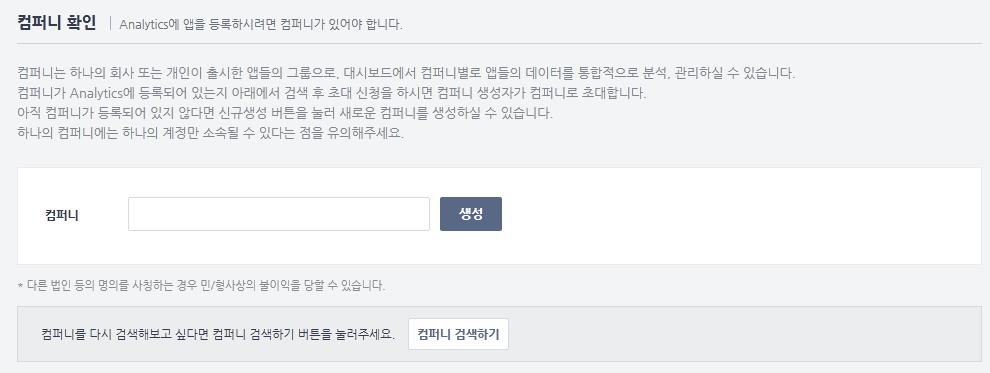 컴퍼니 확인 Analytics에 앱을 등록하시려면 컴퍼니가 있어야 합니다.
컴퍼니는 하나의 회사 또는 개인이 출시한 앱들의 그룹으로, 대시보드에서 컴퍼니별로 앱들의 데이터를 통합적으로 분석, 관리하실 수 있습니다.
컴퍼니가 Analytics에 등록되어 있는지 아래에서 검색 후 초대 신청을 하시면 컴퍼니 생성자가 컴퍼니로 초대합니다.
아직 컴퍼니가 등록되어 있지 않다면 신규생성 버튼을 눌러 새로운 컴퍼니를 생성하실 수 있습니다.
하나의 컴퍼니에는 하나의 계정만 소속될 수 있다는 점을 유의해주세요.
컴퍼니 생성
* 다른 법인 등의 명의를 사칭하는 경우 민/형사상의 불이익을 당할 수 있습니다.
컴퍼니를 다시 검색해보고 싶다면 컴퍼니 검색하기 버튼을 눌러주세요. 컴퍼니 검색하기